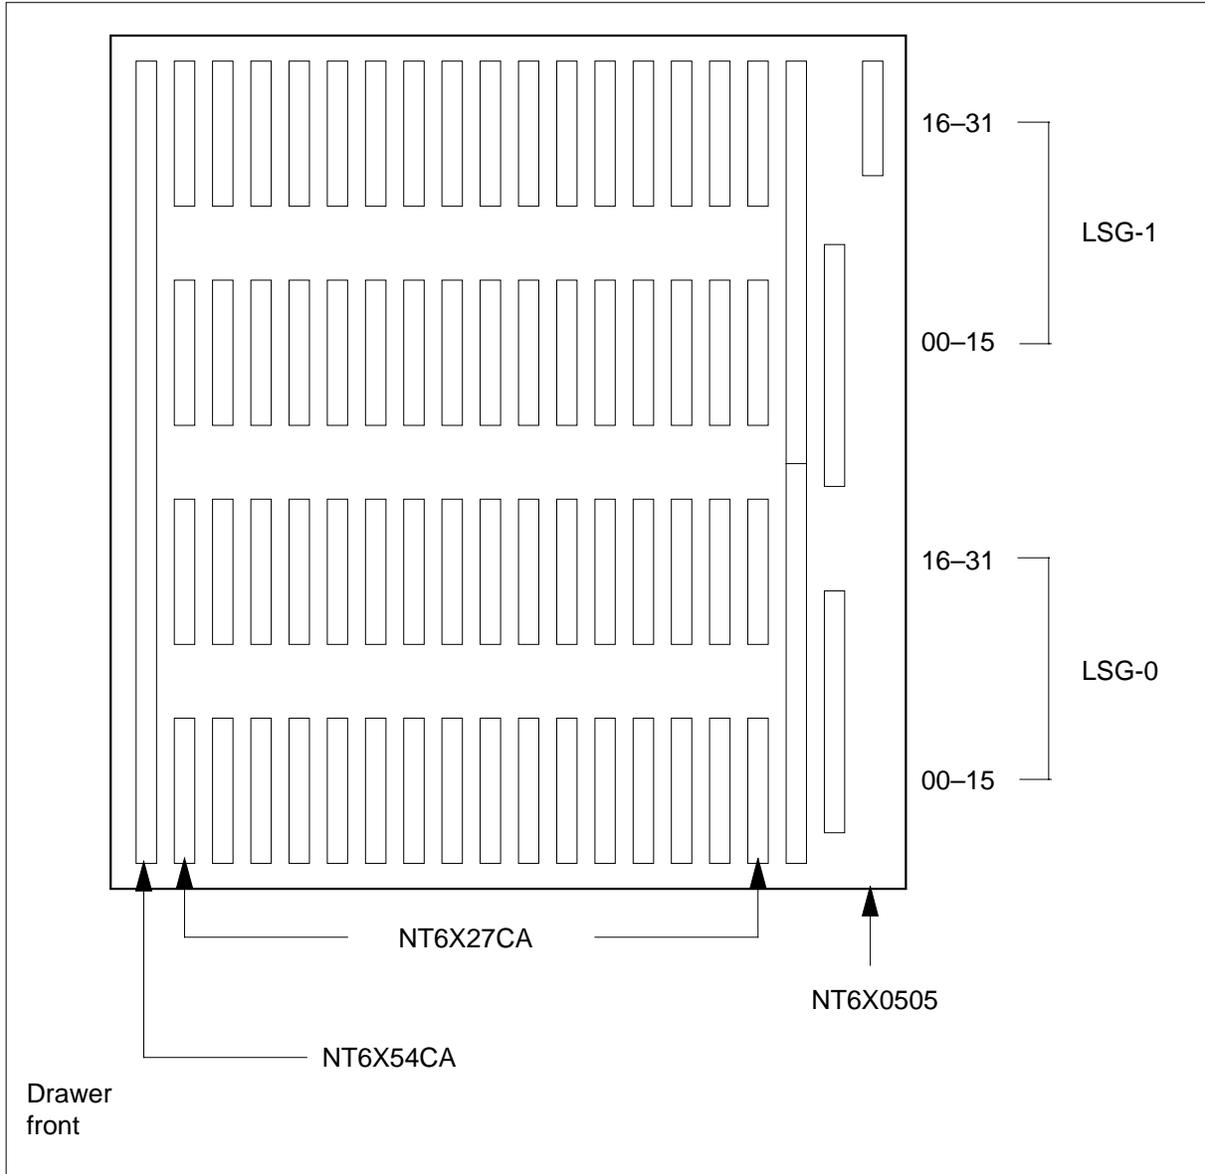 16–31
LSG-1
00–15
16–31
LSG-0
00–15
NT6X27CA
NT6X0505
NT6X54CA
Drawer
front